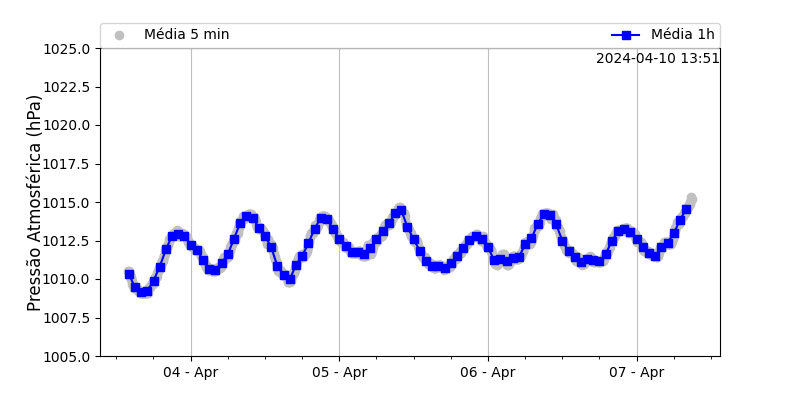 Média 5 min
Média 1h
2024-04-10 13:51
Pressão Atmosférica (hPa)
1025.0
1022.5
1020.0
1017.5
1015.0
1012.5
1010.0
1007.5
1005.0
04 - Apr
05 - Apr
06 - Apr
07 - Apr